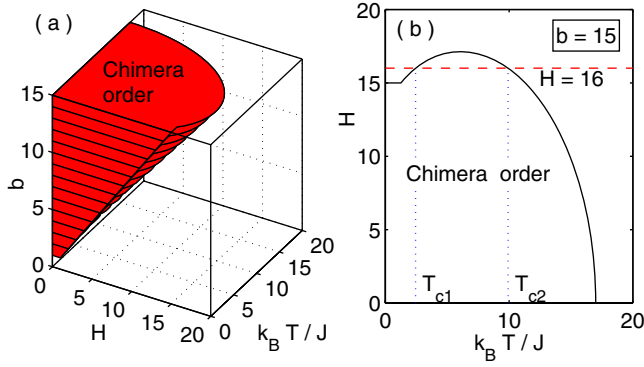 ( a )
Chimera
order
15
10
5
0
b
0
5
10
15
20
H
0
5
10
15
20
k_B T / J
( b )
b = 15
H = 16
Chimera order
T_c1
T_c2
20
15
10
5
0
H
0
10
20
k_B T / J